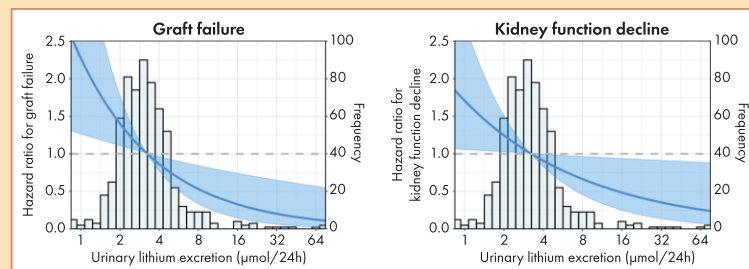 Graft failure
2.5
2.0
1.5
1.0
0.5
0.0
Hazard ratio for graft failure
100
80
60
40
20
0
Frequency
1 2 4 8 16 32 64
Urinary lithium excretion (µmol/24h)
Kidney function decline
2.5
2.0
1.5
1.0
0.5
0.0
Hazard ratio for
kidney function decline
100
80
60
40
20
0
Frequency
1 2 4 8 16 32 64
Urinary lithium excretion (µmol/24h)